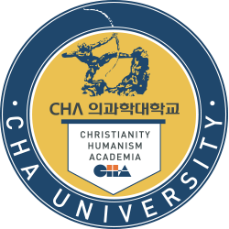 CHA 의과학대학교
CHRISTIANITY
HUMANISM
ACADEMIA
CHA
· CHA UNIVERSITY ·